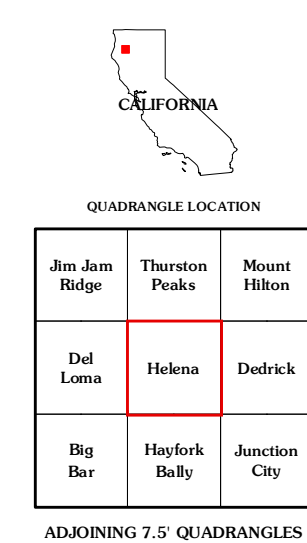 CALIFORNIA
QUADRANGLE LOCATION
Jim Jam
Ridge
Thurston
Peaks
Mount
Hilton
Del
Loma
Helena
Dedrick
Big
Bar
Hayfork
Bally
Junction
City
ADJOINING 7.5' QUADRANGLES